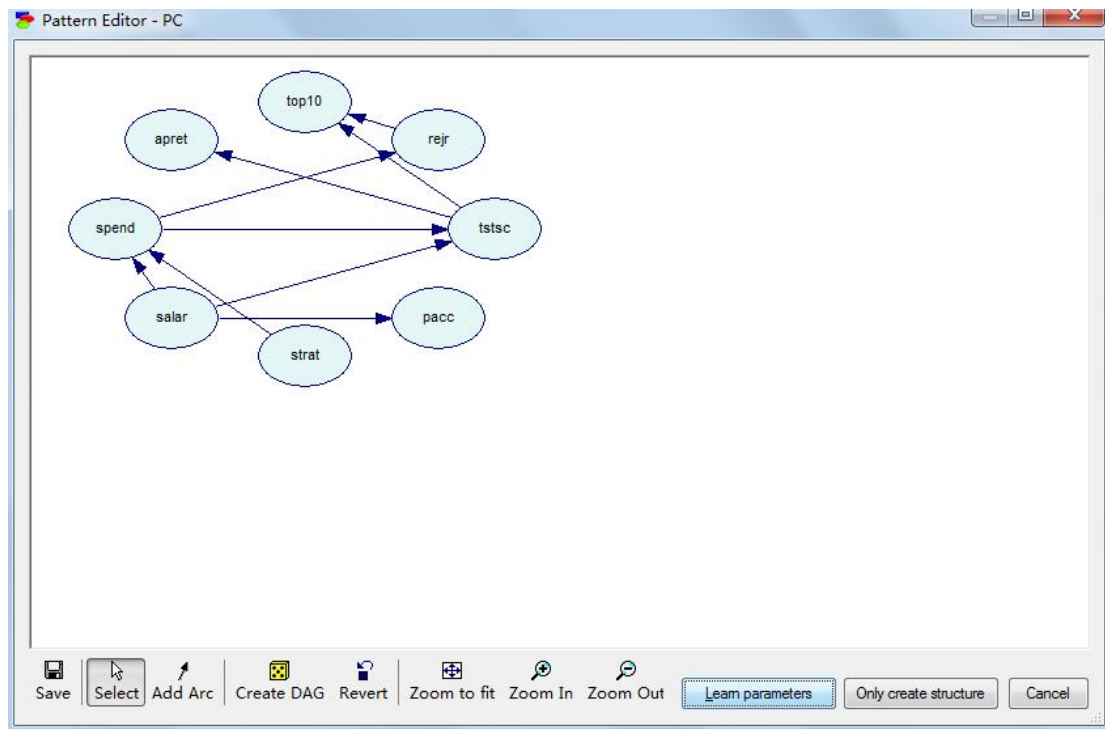 Pattern Editor - PC
top10
apret
rejr
spend
tstsc
salar
pacc
strat
Save Select Add Arc Create DAG Revert Zoom to fit Zoom In Zoom Out Learn parameters Only create structure Cancel